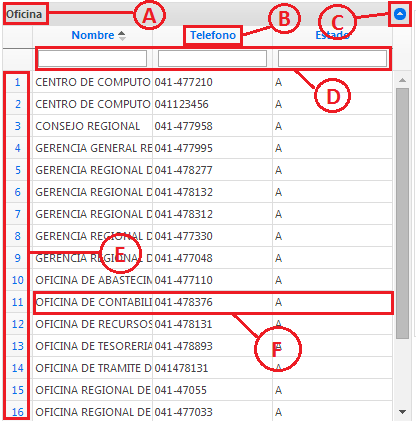 Oficina A B C
Nombre Telefono Estado
D
1 CENTRO DE COMPUTO 041-477210 A
2 CENTRO DE COMPUTO 041123456 A
3 CONSEJO REGIONAL 041-477958 A
4 GERENCIA GENERAL RE 041-477995 A
5 GERENCIA REGIONAL D 041-478277 A
6 GERENCIA REGIONAL D 041-478132 A
7 GERENCIA REGIONAL D 041-478312 A
8 GERENCIA REGIONAL D 041-477330 A
E
9 GERENCIA REGIONAL D 041-477048 A
10 OFICINA DE ABASTECIN 041-477110 A
11 OFICINA DE CONTABILI 041-478376 A
12 OFICINA DE RECURSOS 041-478131 A
F
13 OFICINA DE TESORERIA 041-478893 A
14 OFICINA DE TRAMITE D 041478131 A
15 OFICINA REGIONAL DE 041-47055 A
16 OFICINA REGIONAL DE 041-477033 A